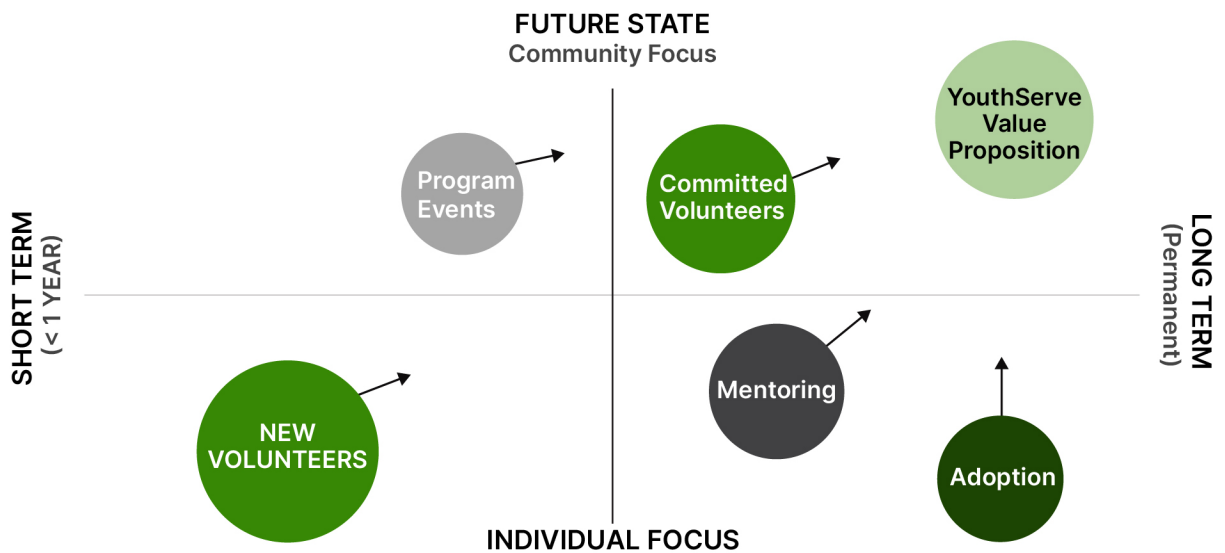 FUTURE STATE
Community Focus
YouthServe
Value
Proposition
Program
Events
Committed
Volunteers
SHORT TERM
(< 1 YEAR)
LONG TERM
(Permanent)
Mentoring
NEW
VOLUNTEERS
Adoption
INDIVIDUAL FOCUS